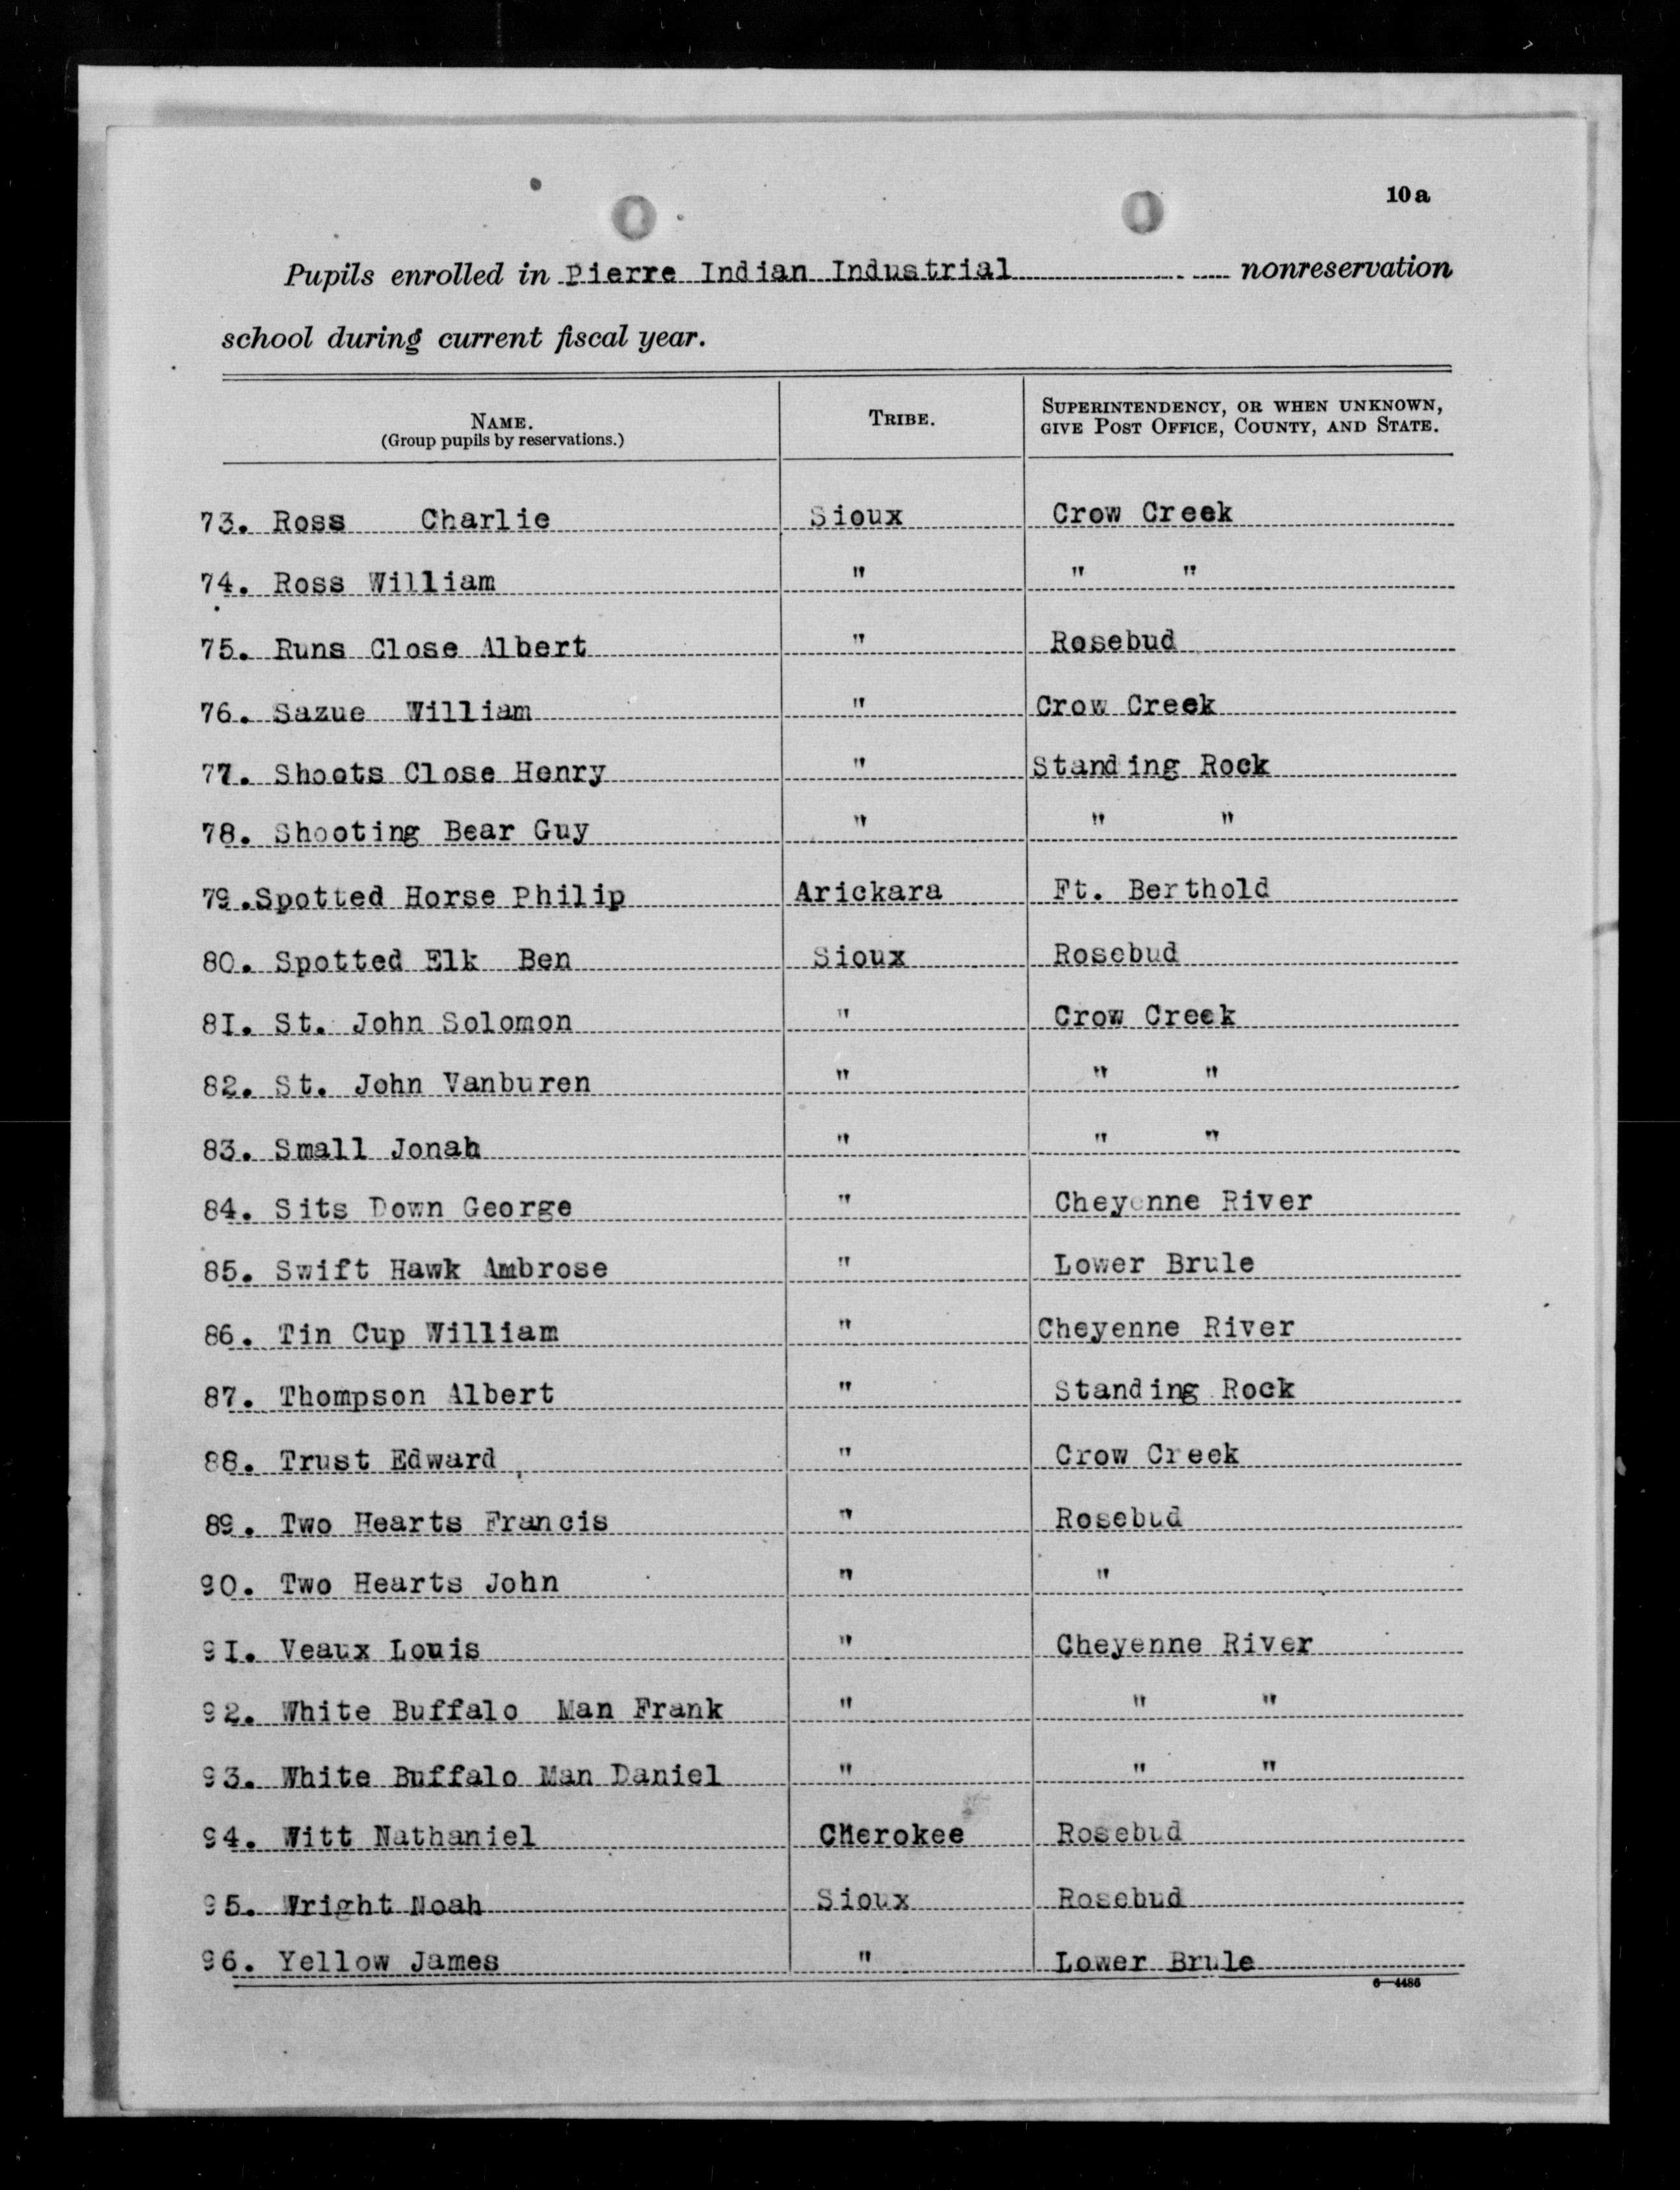 10a
Pupils enrolled in Pierre Indian Industrial nonreservation
school during current fiscal year.
NAME.
(Group pupils by reservations.)
TRIBE.
SUPERINTENDENCY, OR WHEN UNKNOWN,
GIVE POST OFFICE, COUNTY, AND STATE.
73. Ross Charlie Sioux Crow Creek
74. Ross William " " "
75. Runs Close Albert " Rosebud
76. Sazue William " Crow Creek
77. Shoots Close Henry " Standing Rock
78. Shooting Bear Guy " " "
79. Spotted Horse Philip Arickara Ft. Berthold
80. Spotted Elk Ben Sioux Rosebud
81. St. John Solomon " Crow Creek
82. St. John Vanburen " " "
83. Small Jonah " " "
84. Sits Down George " Cheyenne River
85. Swift Hawk Ambrose " Lower Brule
86. Tin Cup William " Cheyenne River
87. Thompson Albert " Standing Rock
88. Trust Edward " Crow Creek
89. Two Hearts Francis " Rosebud
90. Two Hearts John " "
91. Veaux Louis " Cheyenne River
92. White Buffalo Man Frank " " "
93. White Buffalo Man Daniel " " "
94. Witt Nathaniel Cherokee Rosebud
95. Wright Noah Sioux Rosebud
96. Yellow James " Lower Brule
6—4486